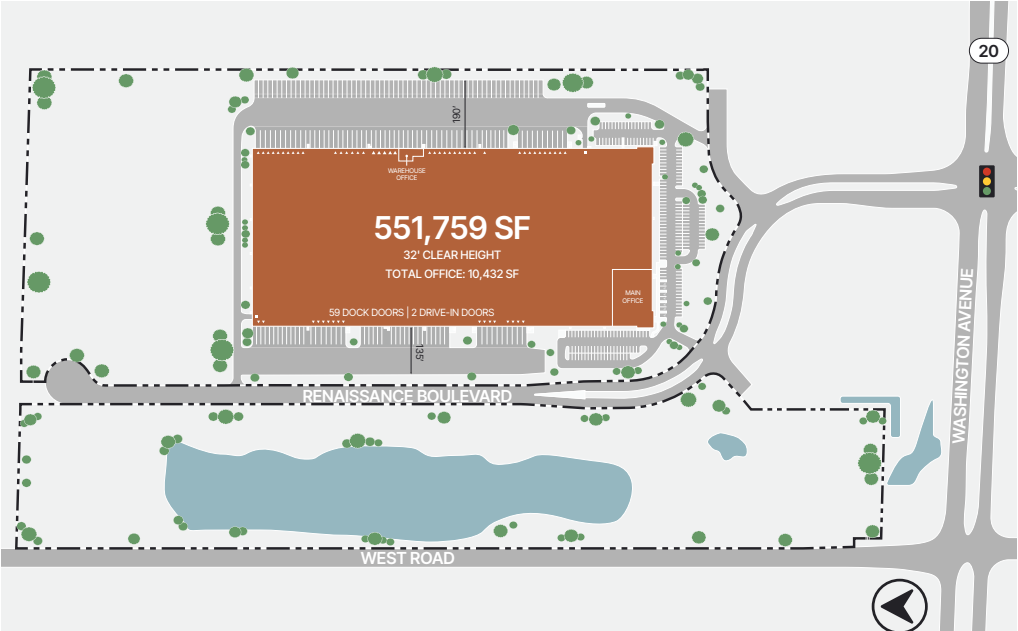 20
190'
WAREHOUSE
OFFICE
551,759 SF
32' CLEAR HEIGHT
TOTAL OFFICE: 10,432 SF
MAIN
OFFICE
59 DOCK DOORS | 2 DRIVE-IN DOORS
135'
RENAISSANCE BOULEVARD
WASHINGTON AVENUE
WEST ROAD